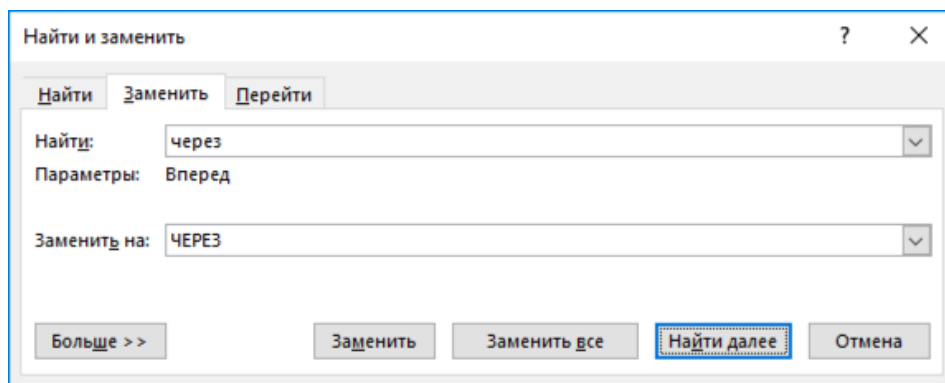 Найти и заменить ? ×
Найти Заменить Перейти
Найти: через
Параметры: Вперед
Заменить на: ЧЕРЕЗ
Больше >> Заменить Заменить все Найти далее Отмена